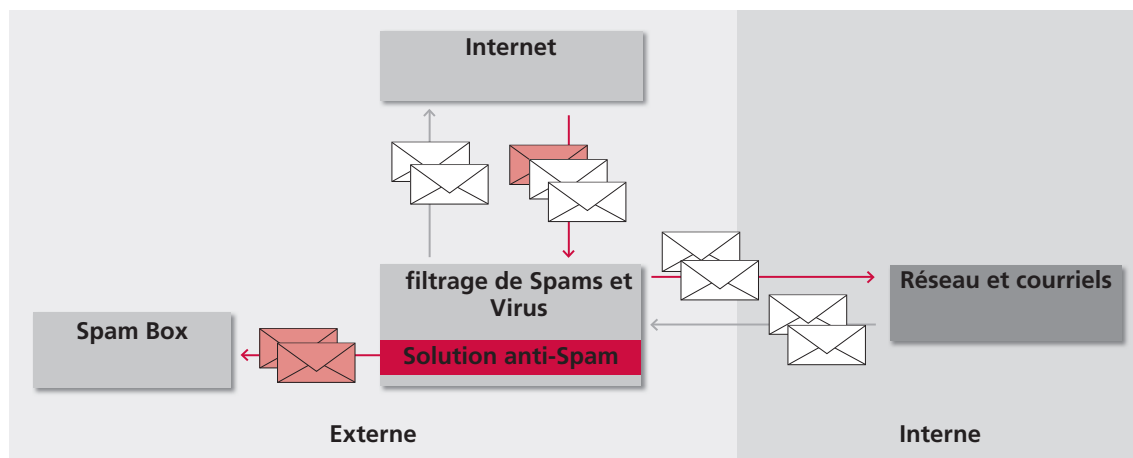 Internet
filtrage de Spams et
Virus
Solution anti-Spam
Réseau et courriels
Spam Box
Externe
Interne